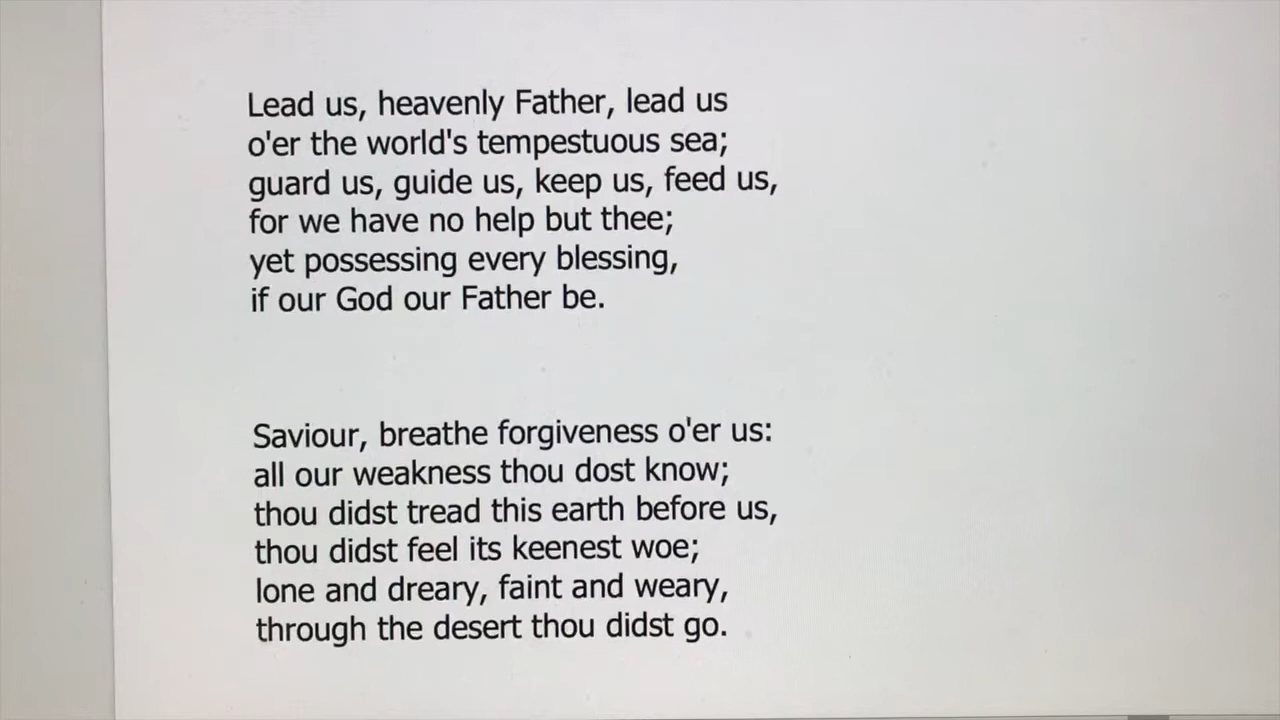 Lead us, heavenly Father, lead us
o'er the world's tempestuous sea;
guard us, guide us, keep us, feed us,
for we have no help but thee;
yet possessing every blessing,
if our God our Father be.
Saviour, breathe forgiveness o'er us:
all our weakness thou dost know;
thou didst tread this earth before us,
thou didst feel its keenest woe;
lone and dreary, faint and weary,
through the desert thou didst go.